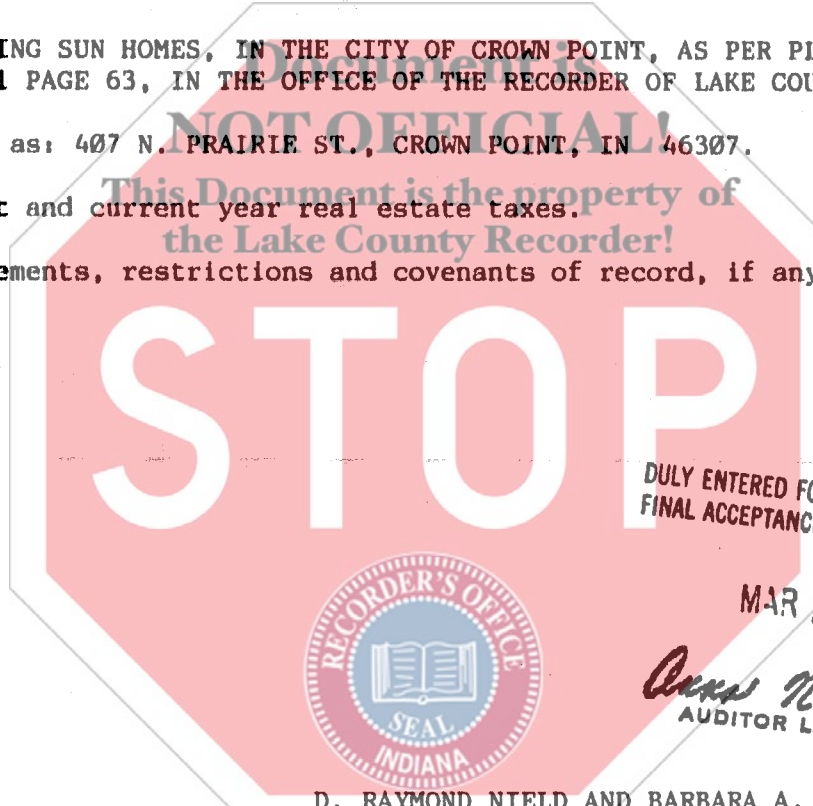 ING SUN HOMES, IN THE CITY OF CROWN POINT, AS PER
Document is
PAGE 63, IN THE OFFICE OF THE RECORDER OF LAKE
NOT OFFICIAL!
as: 407 N. PRAIRIE ST., CROWN POINT, IN 46307.
This Document is the property of
and current year real estate taxes.
the Lake County Recorder!
ements, restrictions and covenants of record, if any
STOP
DULY ENTERED
FINAL ACCEPTANC
MAR
RECORDER'S OFFICE
SEAL
INDIANA
AUDITOR L
D. RAYMOND NIELD AND BARBARA A.